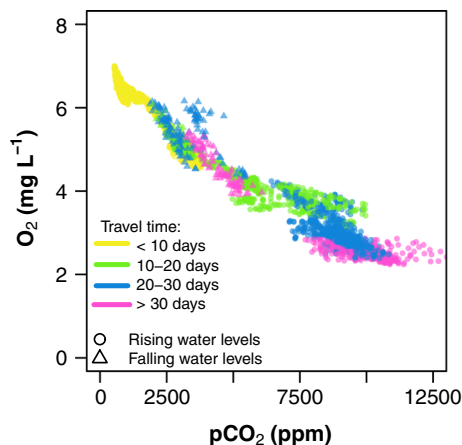 8
6
4
2
0
O₂ (mg L⁻¹)
Travel time:
< 10 days
10–20 days
20–30 days
> 30 days
Rising water levels
Falling water levels
0 2500 7500 12500
pCO₂ (ppm)